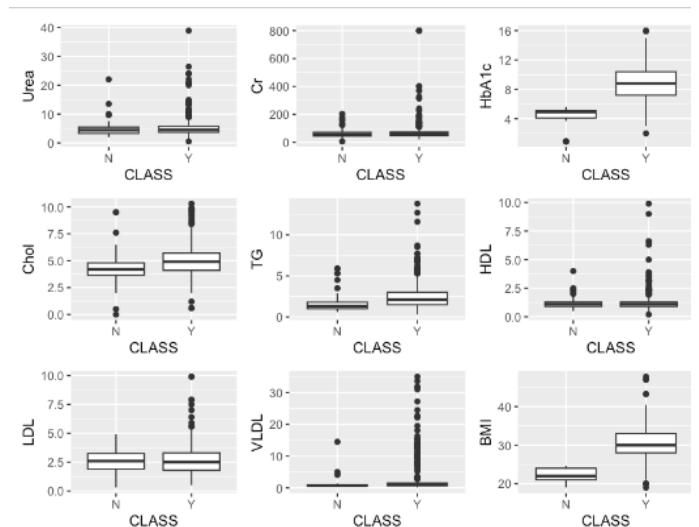 Urea
40
30
20
10
0
N Y
CLASS
Cr
800
600
400
200
0
N Y
CLASS
HbA1c
16
12
8
4
N Y
CLASS
Chol
10.0
7.5
5.0
2.5
0.0
N Y
CLASS
TG
10
5
0
N Y
CLASS
HDL
10.0
7.5
5.0
2.5
0.0
N Y
CLASS
LDL
10.0
7.5
5.0
2.5
0.0
N Y
CLASS
VLDL
30
20
10
0
N Y
CLASS
BMI
40
30
20
N Y
CLASS